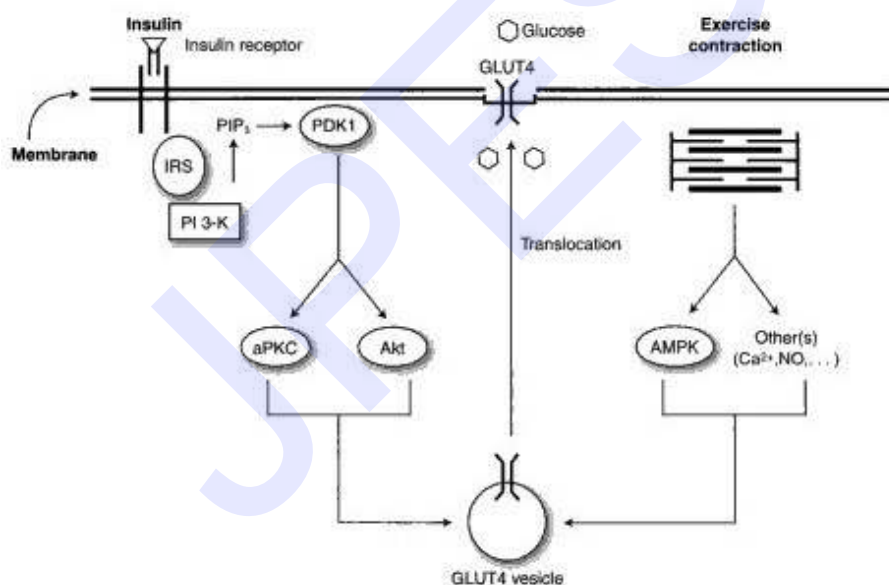 Insulin
Insulin receptor
Glucose
Exercise
contraction
GLUT4
Membrane
PIP₃
PDK1
IRS
PI 3-K
Translocation
aPKC
Akt
AMPK
Other(s)
(Ca²⁺,NO,. . . )
GLUT4 vesicle
JPES